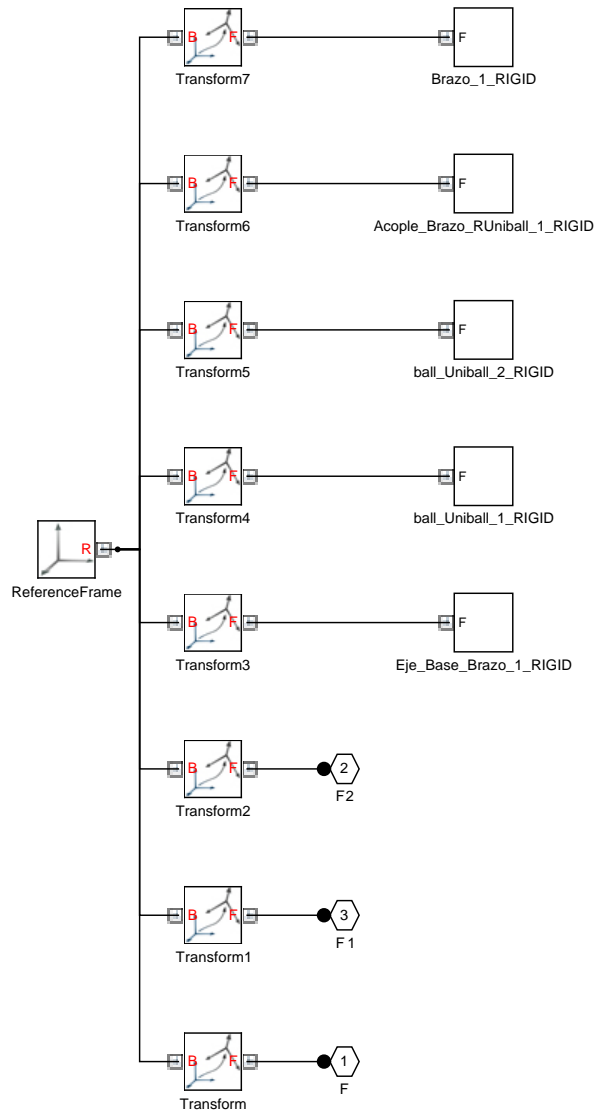 B F
F
Transform7
Brazo_1_RIGID
B F
F
Transform6
Acople_Brazo_RUniball_1_RIGID
B F
F
Transform5
ball_Uniball_2_RIGID
B F
F
Transform4
ball_Uniball_1_RIGID
R
ReferenceFrame
B F
F
Transform3
Eje_Base_Brazo_1_RIGID
B F
2
Transform2
F2
B F
3
Transform1
F1
B F
1
Transform
F